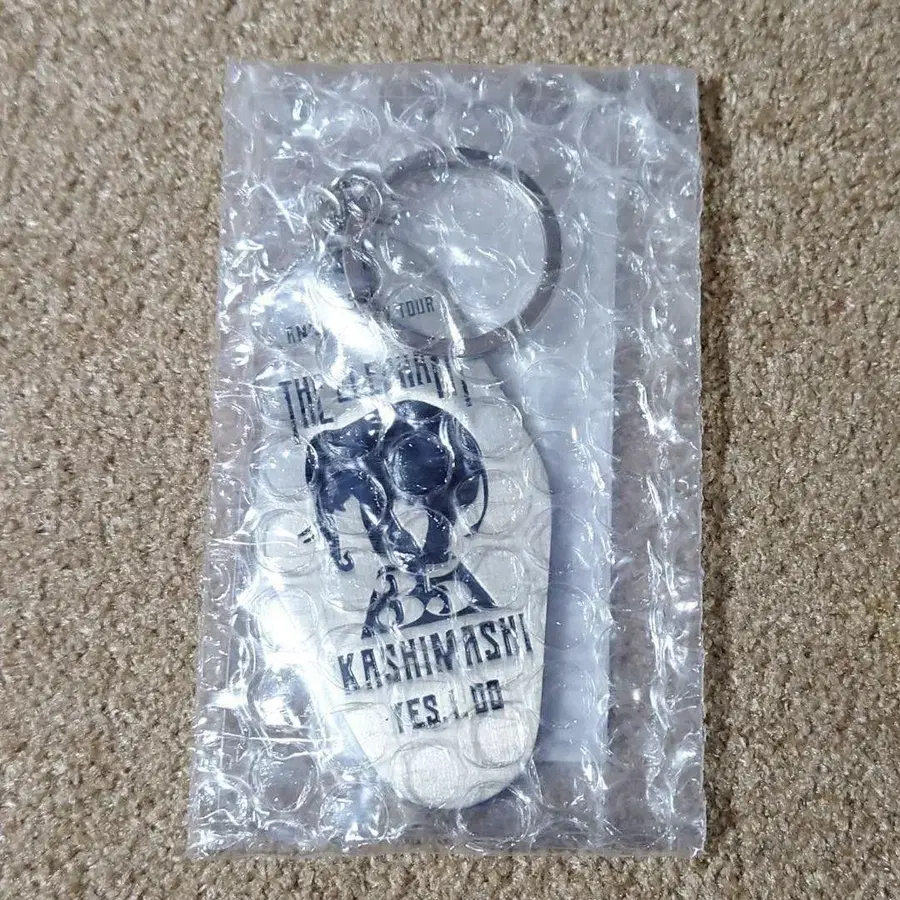 TOUR
THE ELEPHANT
35
KASHIMASHI
YES. I. DO